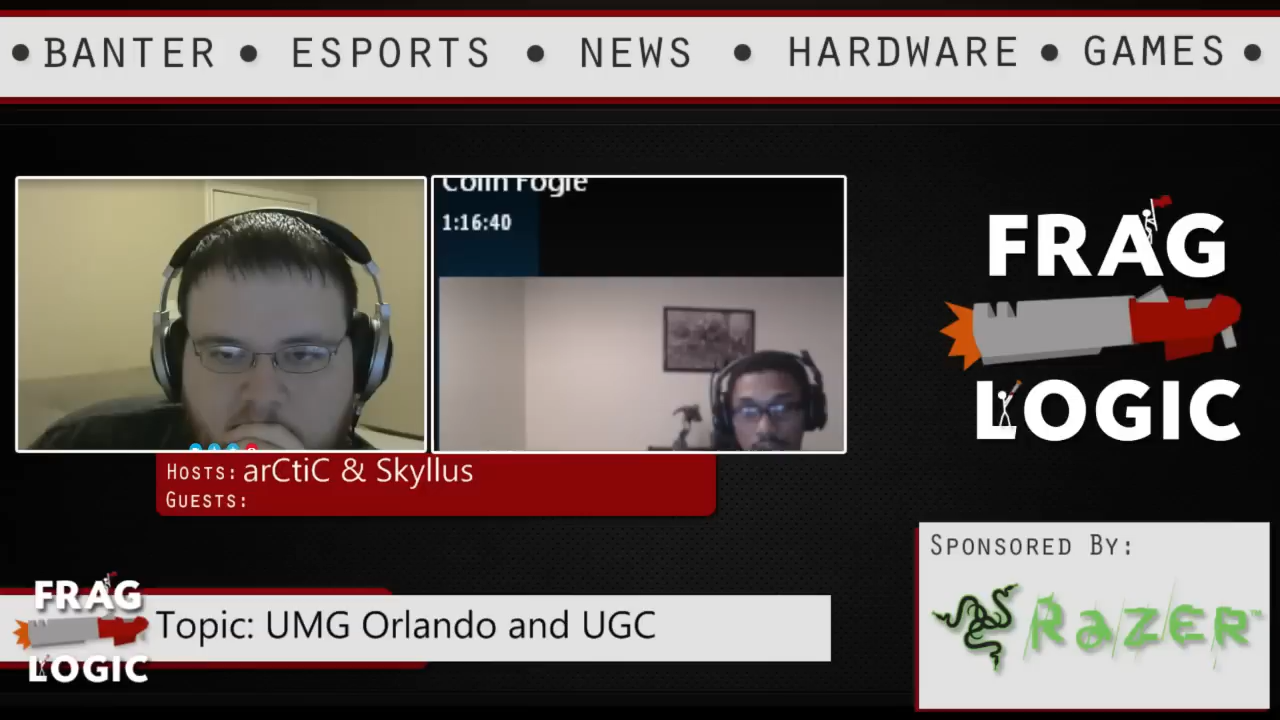 • BANTER • ESPORTS • NEWS • HARDWARE • GAMES •
Colin Fogle
1:16:40
FRAG
LOGIC
Hosts: arCtiC & Skyllus
Guests:
Sponsored By:
RAZER™
FRAG
LOGIC
Topic: UMG Orlando and UGC